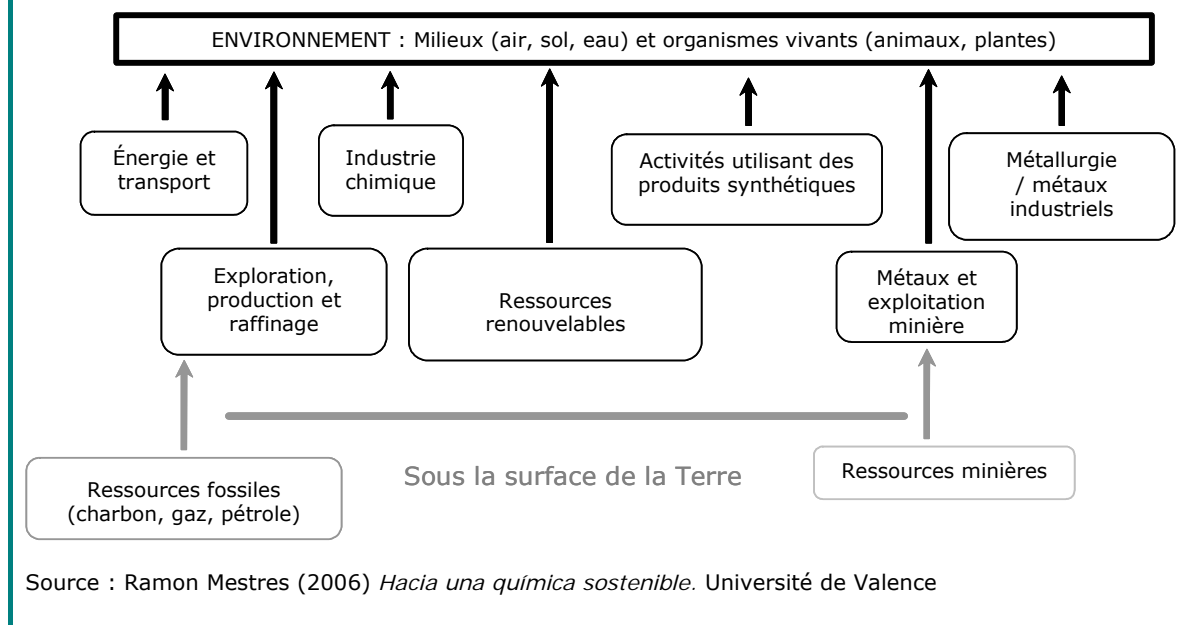 ENVIRONNEMENT : Milieux (air, sol, eau) et organismes vivants (animaux, plantes)
Énergie et
transport
Industrie
chimique
Activités utilisant des
produits synthétiques
Métallurgie
/ métaux
industriels
Exploration,
production et
raffinage
Ressources
renouvelables
Métaux et
exploitation
minière
Ressources fossiles
(charbon, gaz, pétrole)
Sous la surface de la Terre
Ressources minières
Source : Ramon Mestres (2006) Hacia una química sostenible. Université de Valence